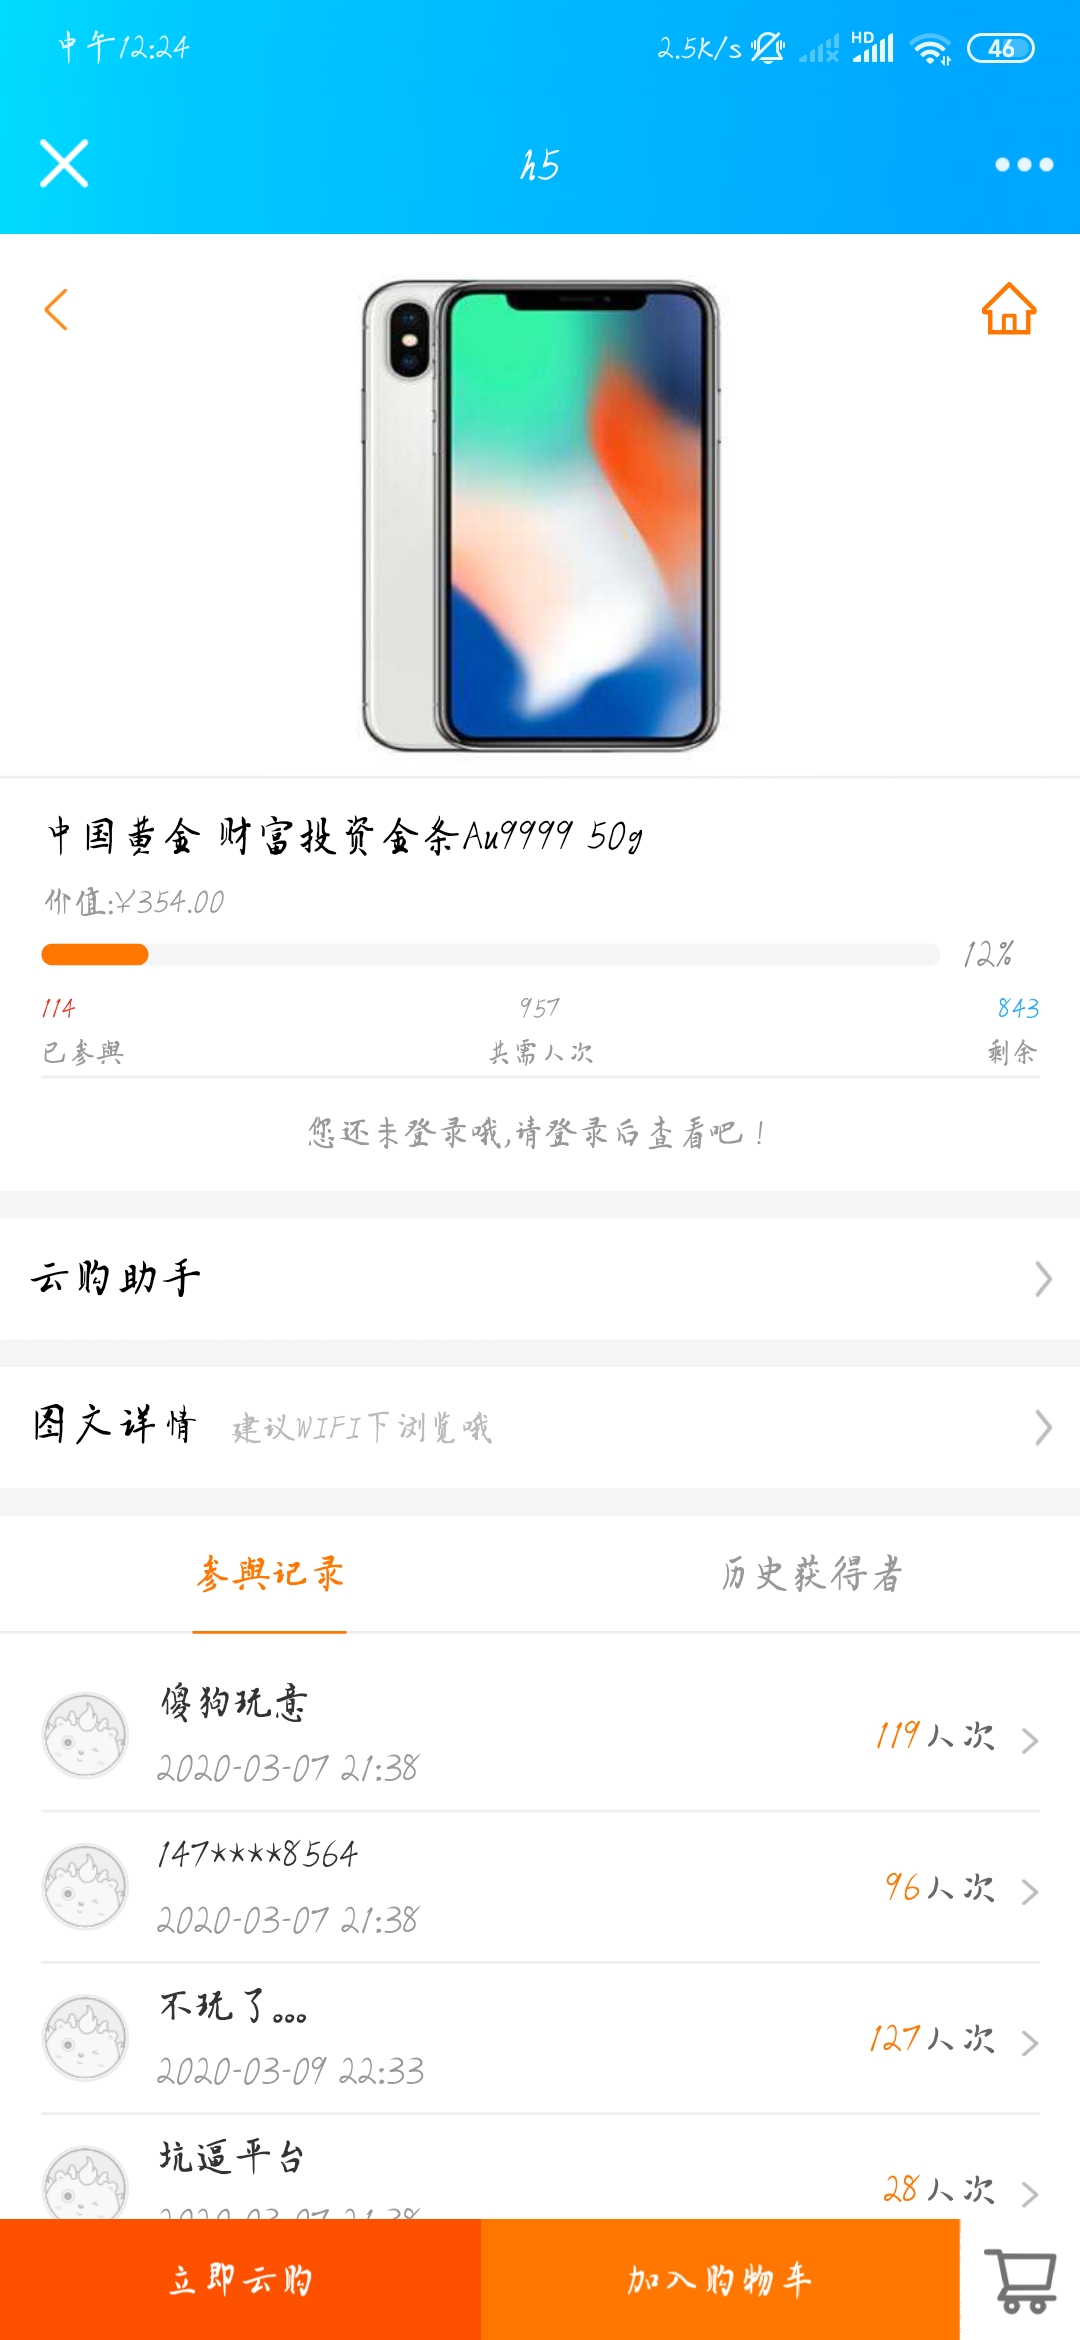 中午12:24
2.5K/s
HD
46
h5
中国黄金 财富投资金条Au9999 50g
价值:¥354.00
12%
114
957
843
已参與
共需人次
剩余
您还未登录哦,请登录后查看吧！
云购助手
图文详情 建议WIFI下浏览哦
参與记录
历史获得者
傻狗玩意
2020-03-07 21:38
119人次
147****8564
2020-03-07 21:38
96人次
不玩了。。。
2020-03-09 22:33
127人次
坑逼平台
2020-03-07 21:38
28人次
立即云购
加入购物车